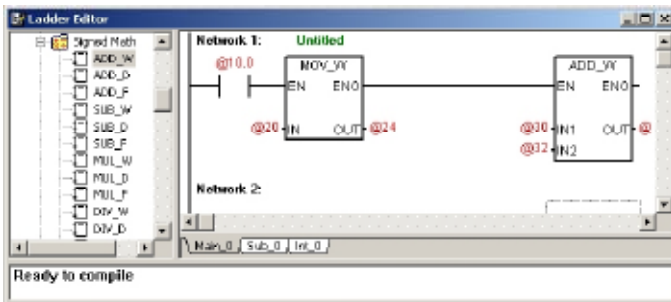 Ladder Editor
Signed Math
ADD_W
ADD_D
ADD_F
SUB_W
SUB_D
SUB_F
MUL_W
MUL_D
MUL_F
DIV_W
DIV_D
Network 1: Untitled
@10.0
MOV_W
EN ENO
@20 IN OUT @24
ADD_W
EN ENO
@30 IN1 OUT @
@32 IN2
Network 2:
Main_0 Sub_0 Int_0
Ready to compile